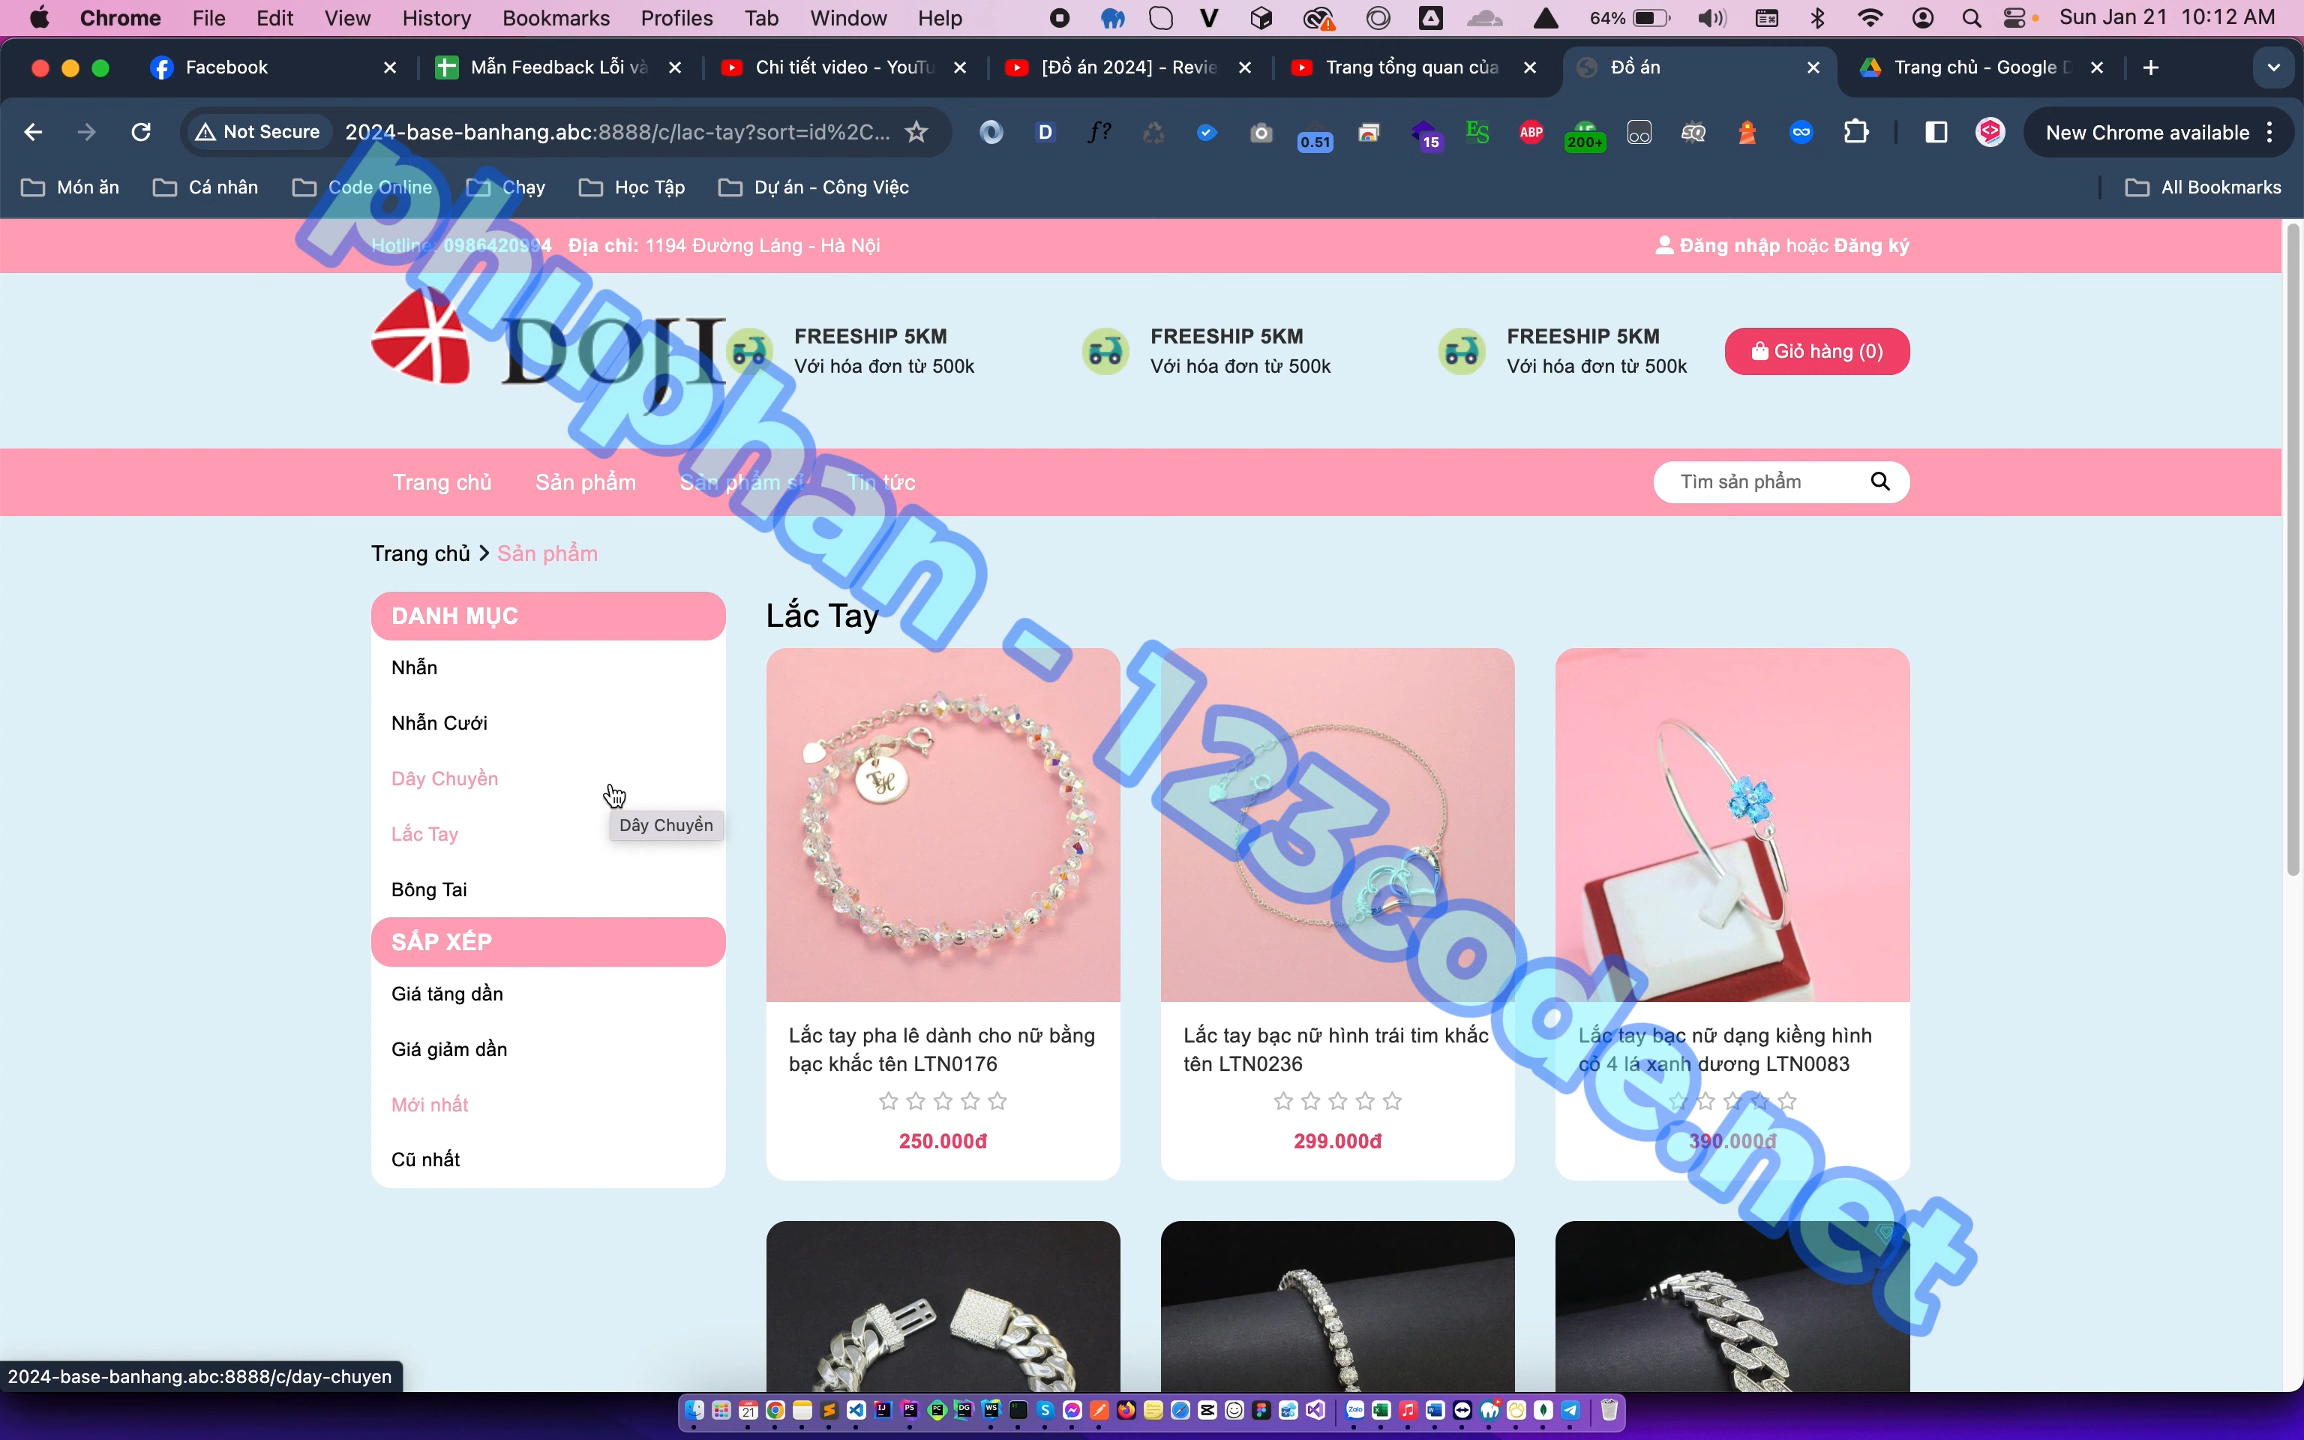 Chrome File Edit View History Bookmarks Profiles Tab Window Help 64% Sun Jan 21 10:12 AM
Facebook Mẫn Feedback Lỗi và Chi tiết video - YouTu [Đồ án 2024] - Revie Trang tổng quan của Đồ án Trang chủ - Google D
Not Secure 2024-base-banhang.abc:8888/c/lac-tay?sort=id%2C... D f? 0.51 15 ES ABP 200+ New Chrome available
Món ăn Cá nhân Code Online Chạy Học Tập Dự án - Công Việc All Bookmarks
Hotline: 0986420994 Địa chỉ: 1194 Đường Láng - Hà Nội Đăng nhập hoặc Đăng ký
DOJI
FREESHIP 5KM FREESHIP 5KM FREESHIP 5KM
Với hóa đơn từ 500k Với hóa đơn từ 500k Với hóa đơn từ 500k Giỏ hàng (0)
Trang chủ Sản phẩm Sản phẩm sỉ Tin tức Tìm sản phẩm
Trang chủ > Sản phẩm
DANH MỤC
Nhẫn
Nhẫn Cưới
Dây Chuyền
Dây Chuyền
Lắc Tay
Bông Tai
SẮP XẾP
Giá tăng dần
Giá giảm dần
Mới nhất
Cũ nhất
Lắc Tay
Lắc tay pha lê dành cho nữ bằng
bạc khắc tên LTN0176
250.000đ
Lắc tay bạc nữ hình trái tim khắc
tên LTN0236
299.000đ
Lắc tay bạc nữ dạng kiềng hình
cỏ 4 lá xanh dương LTN0083
390.000đ
phuphan - 123code.net
2024-base-banhang.abc:8888/c/day-chuyen